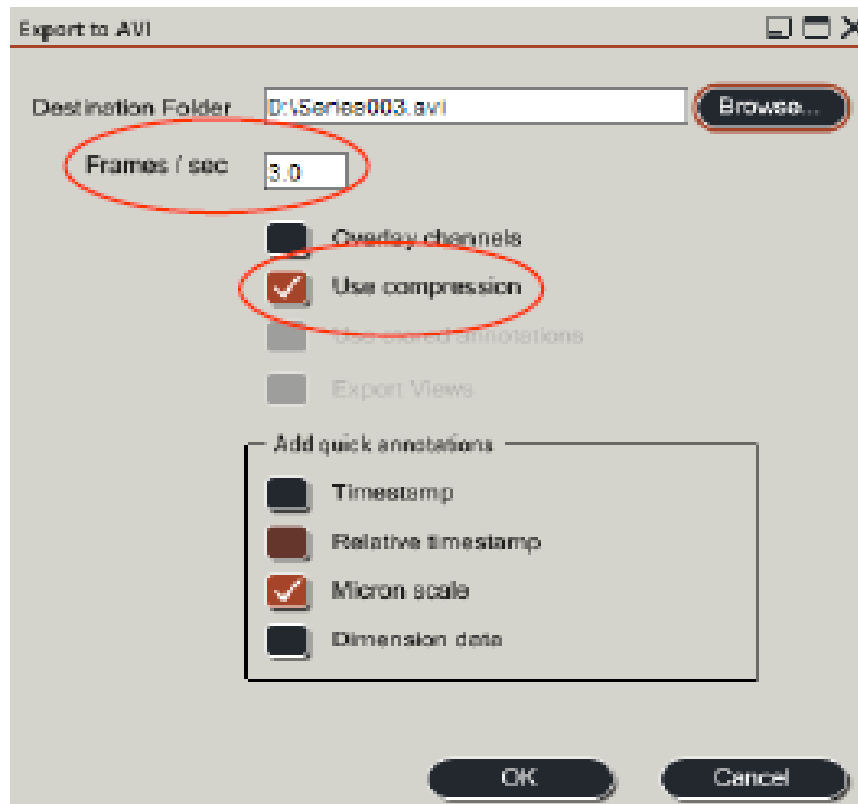 Export to AVI
Destination Folder D:\Series003.avi Browse...
Frames / sec 3.0
Overlay channels
Use compression
Use stored annotations
Export Views
Add quick annotations
Timestamp
Relative timestamp
Micron scale
Dimension data
OK Cancel